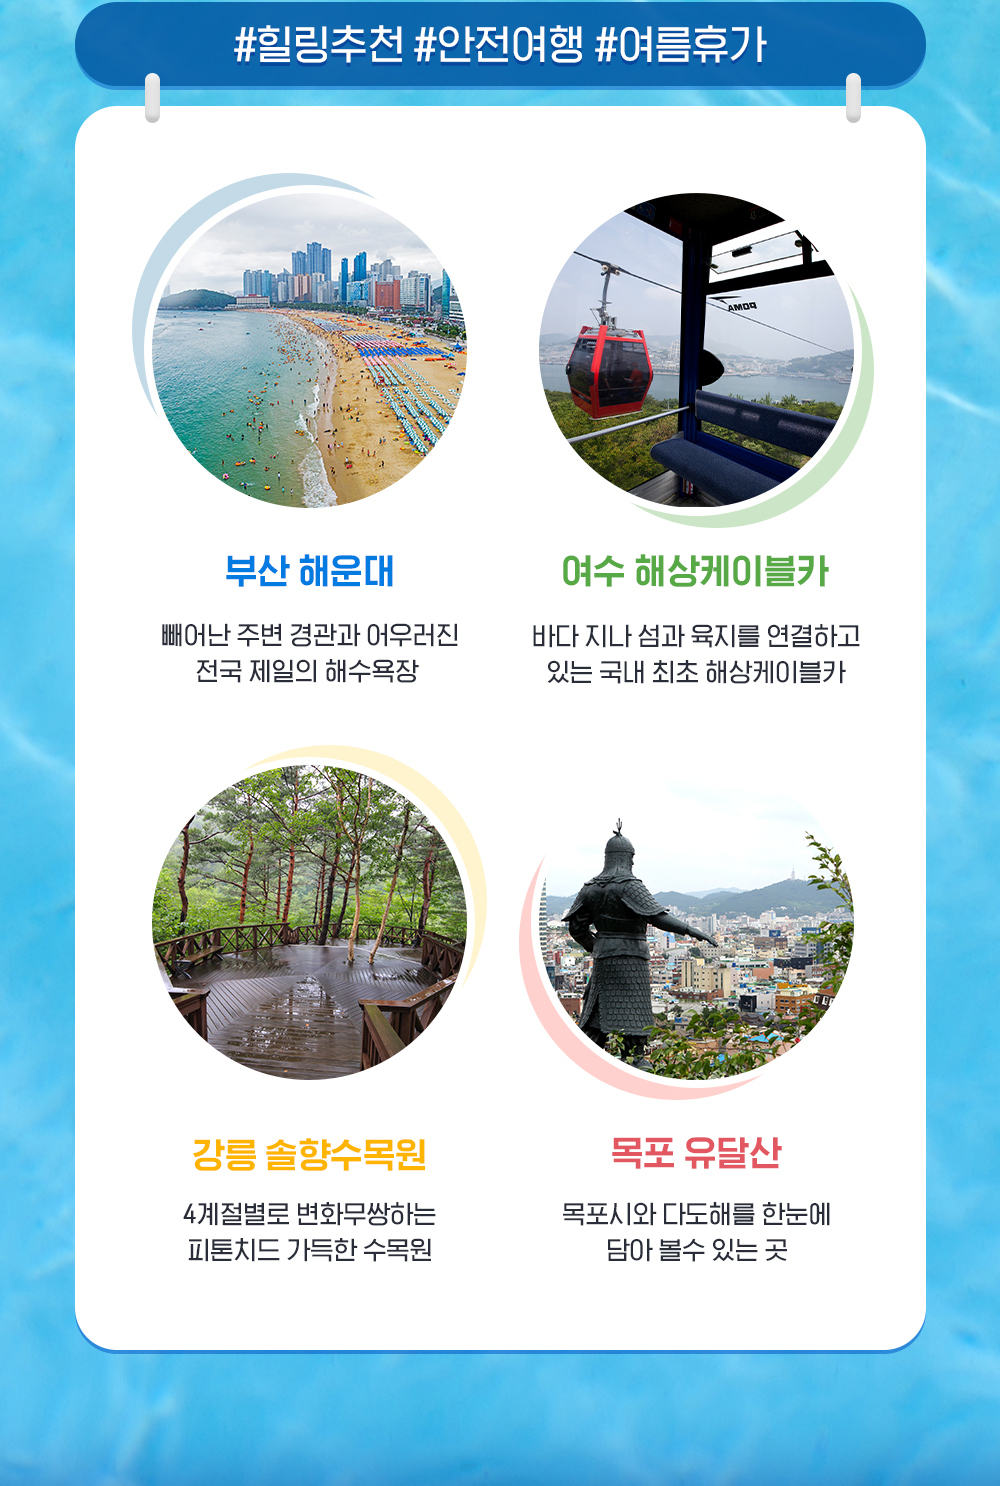 #힐링추천 #안전여행 #여름휴가
POMA
부산 해운대
빼어난 주변 경관과 어우러진
전국 제일의 해수욕장
여수 해상케이블카
바다 지나 섬과 육지를 연결하고
있는 국내 최초 해상케이블카
강릉 솔향수목원
4계절별로 변화무쌍하는
피톤치드 가득한 수목원
목포 유달산
목포시와 다도해를 한눈에
담아 볼수 있는 곳